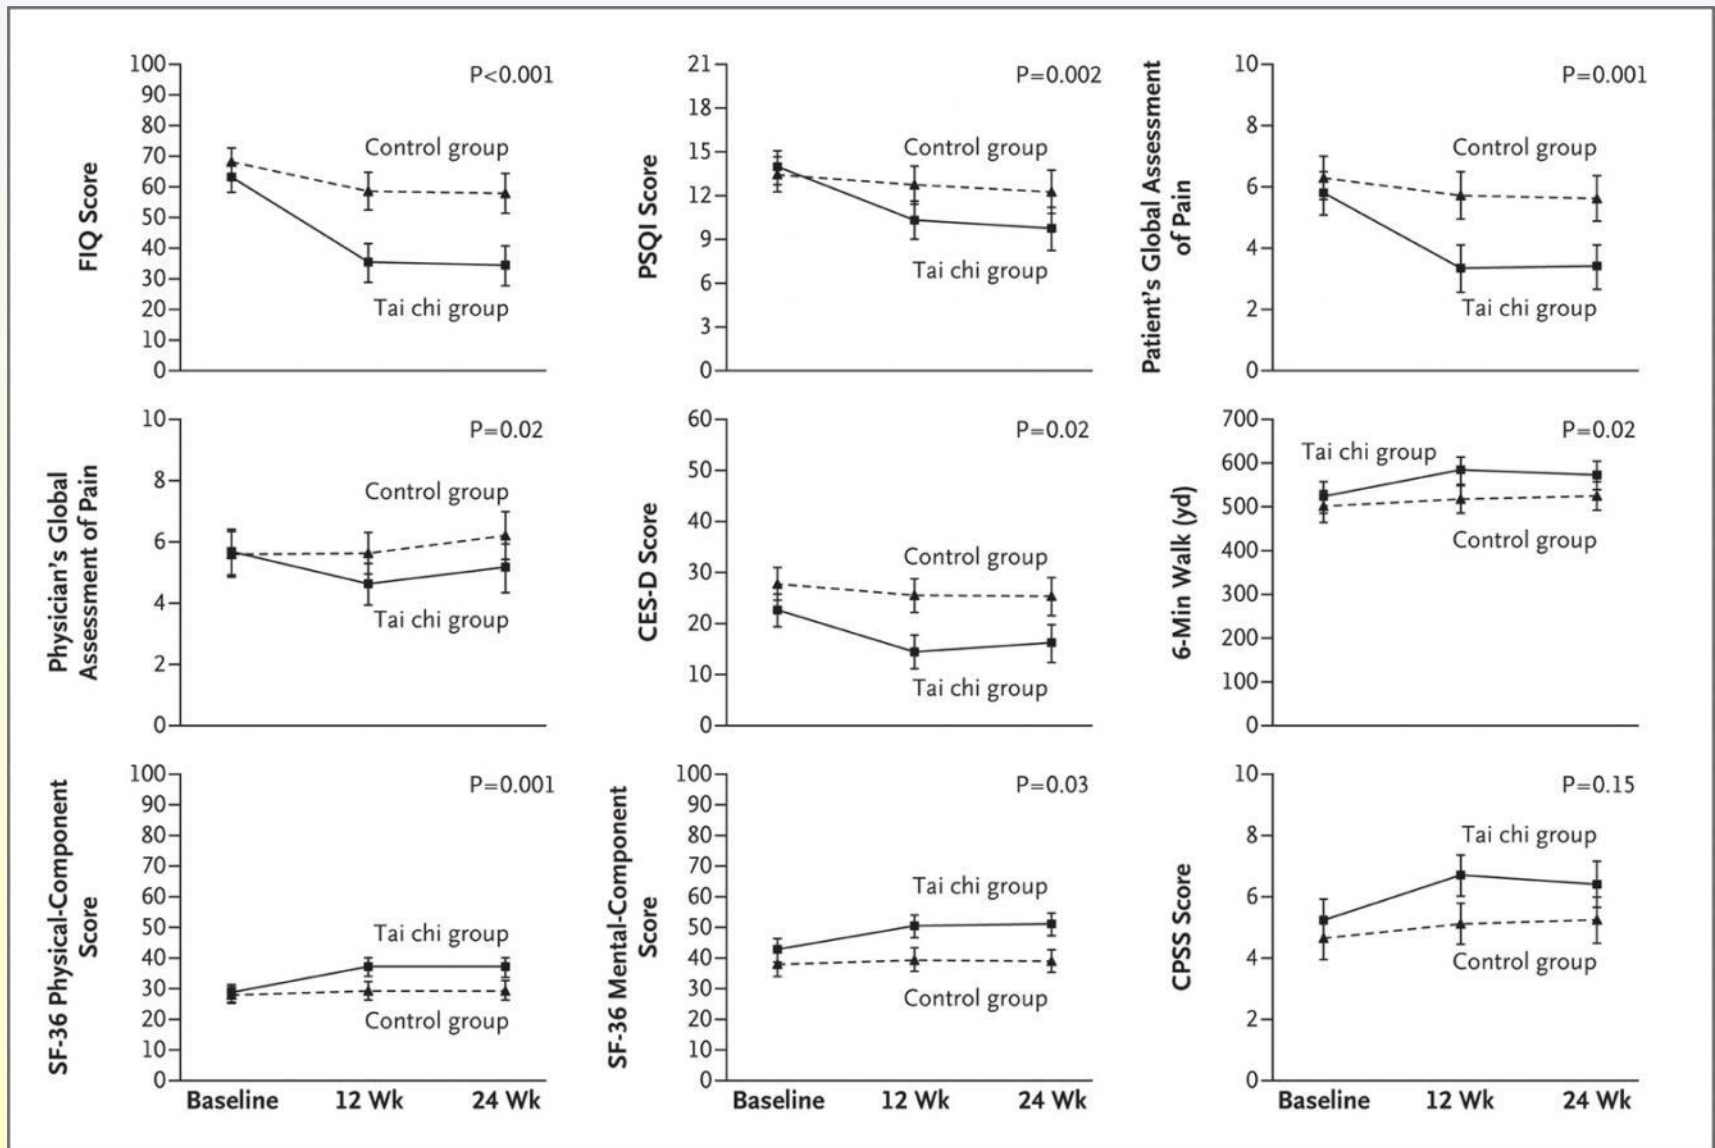 FIQ Score
100
90
80
70
60
50
40
30
20
10
0
P<0.001
Control group
Tai chi group
PSQI Score
21
18
15
12
9
6
3
0
P=0.002
Control group
Tai chi group
Patient's Global Assessment
of Pain
10
8
6
4
2
0
P=0.001
Control group
Tai chi group
Physician's Global
Assessment of Pain
10
8
6
4
2
0
P=0.02
Control group
Tai chi group
CES-D Score
60
50
40
30
20
10
0
P=0.02
Control group
Tai chi group
6-Min Walk (yd)
700
600
500
400
300
200
100
0
P=0.02
Tai chi group
Control group
SF-36 Physical-Component
Score
100
90
80
70
60
50
40
30
20
10
0
P=0.001
Tai chi group
Control group
Baseline 12 Wk 24 Wk
SF-36 Mental-Component
Score
100
90
80
70
60
50
40
30
20
10
0
P=0.03
Tai chi group
Control group
Baseline 12 Wk 24 Wk
CPSS Score
10
8
6
4
2
0
P=0.15
Tai chi group
Control group
Baseline 12 Wk 24 Wk